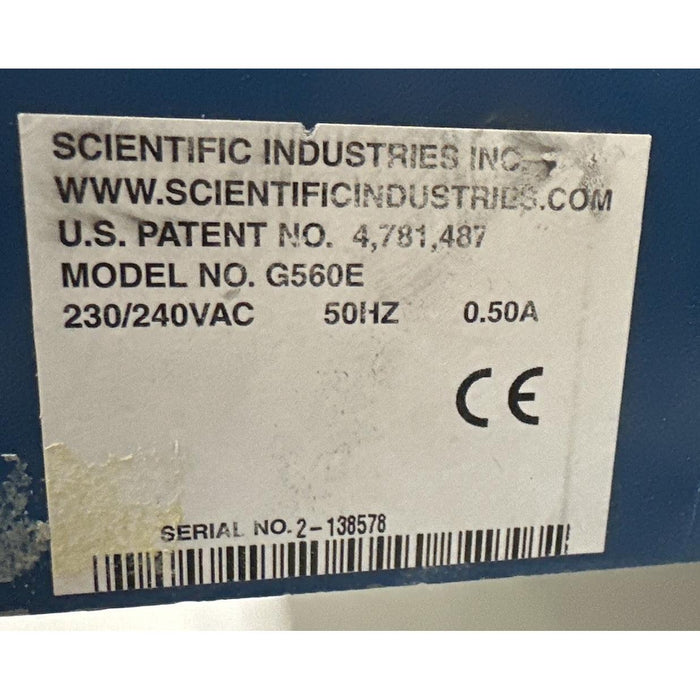 SCIENTIFIC INDUSTRIES INC.
WWW.SCIENTIFICINDUSTRIES.COM
U.S. PATENT NO. 4,781,487
MODEL NO. G560E
230/240VAC 50HZ 0.50A
CE
SERIAL NO. 2-138578